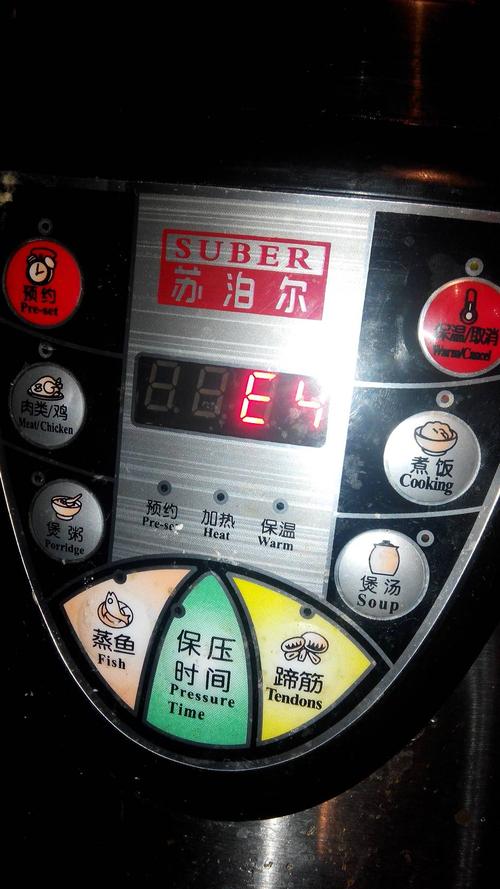 SUBER
苏泊尔
预约
Pre-set
保温/取消
Warm/Cancel
E4
肉类/鸡
Meat/Chicken
煮饭
Cooking
煲粥
Porridge
预约
Pre-set
加热
Heat
保温
Warm
煲汤
Soup
蒸鱼
Fish
保压
时间
Pressure
Time
蹄筋
Tendons